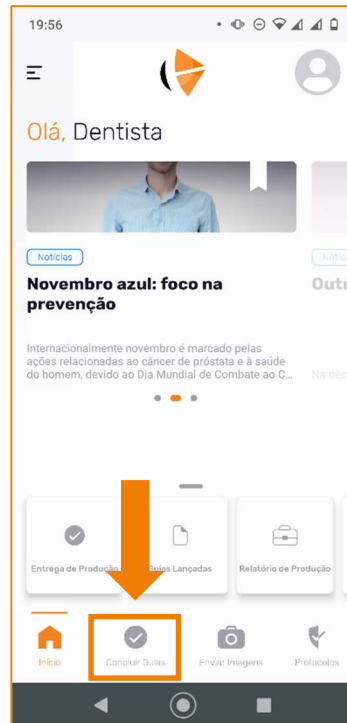 19:56
Olá, Dentista
Notícias
Novembro azul: foco na
prevenção
Outu
Internacionalmente novembro é marcado pelas
ações relacionadas ao câncer de próstata e à saúde
do homem, devido ao Dia Mundial de Combate ao C...
Entrega de Produção
Guias Lançadas
Relatório de Produção
Início
Concluir Guias
Enviar Imagens
Protocolos